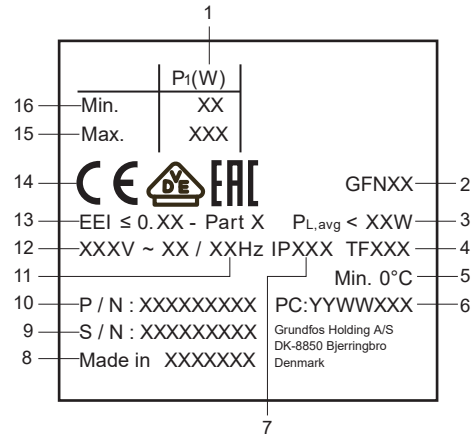 1
P1(W)
16 Min. XX
15 Max. XXX
14 CE VDE EAC GFNXX 2
13 EEI ≤ 0.XX - Part X PL,avg < XXW 3
12 XXXV ~ XX / XXHz IPXXX TFXXX 4
11 Min. 0°C 5
10 P / N : XXXXXXXXX PC:YYWWXXX 6
9 S / N : XXXXXXXXX Grundfos Holding A/S
DK-8850 Bjerringbro
8 Made in XXXXXXX Denmark
7